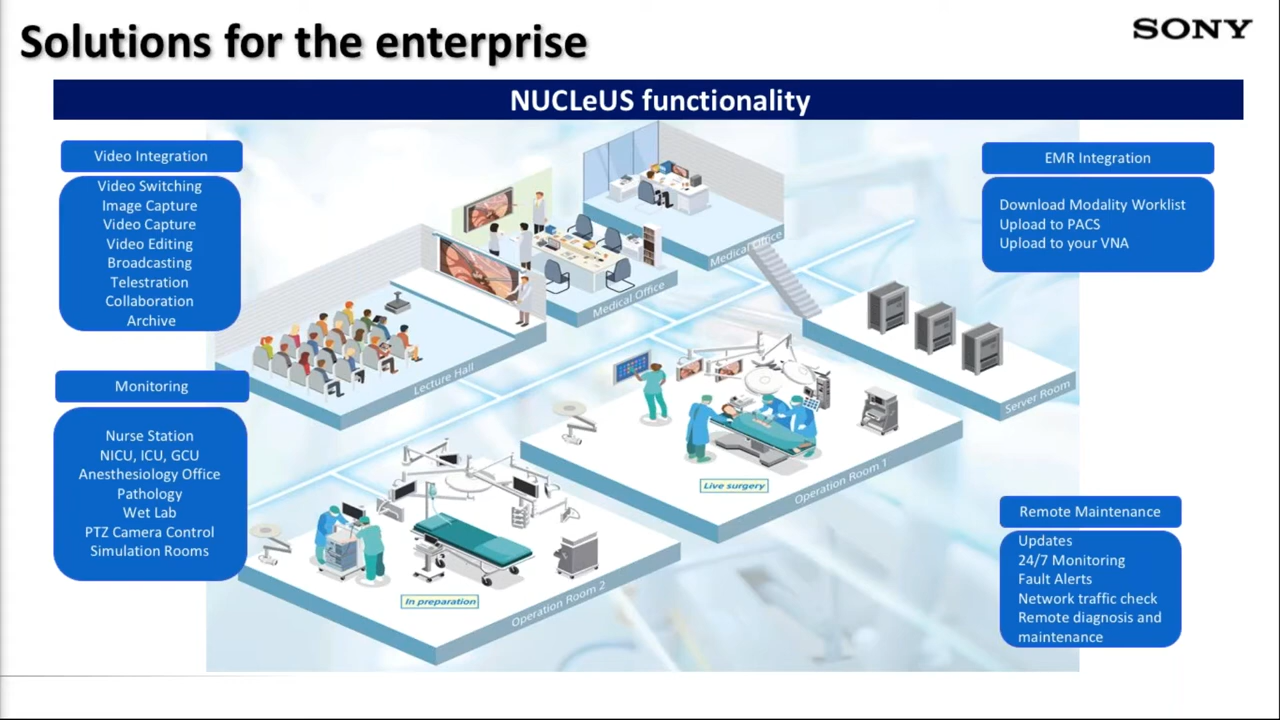 Solutions for the enterprise
SONY
NUCLeUS functionality
Video Integration
Video Switching
Image Capture
Video Capture
Video Editing
Broadcasting
Telestration
Collaboration
Archive
Monitoring
Nurse Station
NICU, ICU, GCU
Anesthesiology Office
Pathology
Wet Lab
PTZ Camera Control
Simulation Rooms
Medical Office
Medical Office
Lecture Hall
Server Room
Live surgery
Operation Room 1
In preparation
Operation Room 2
EMR Integration
Download Modality Worklist
Upload to PACS
Upload to your VNA
Remote Maintenance
Updates
24/7 Monitoring
Fault Alerts
Network traffic check
Remote diagnosis and
maintenance